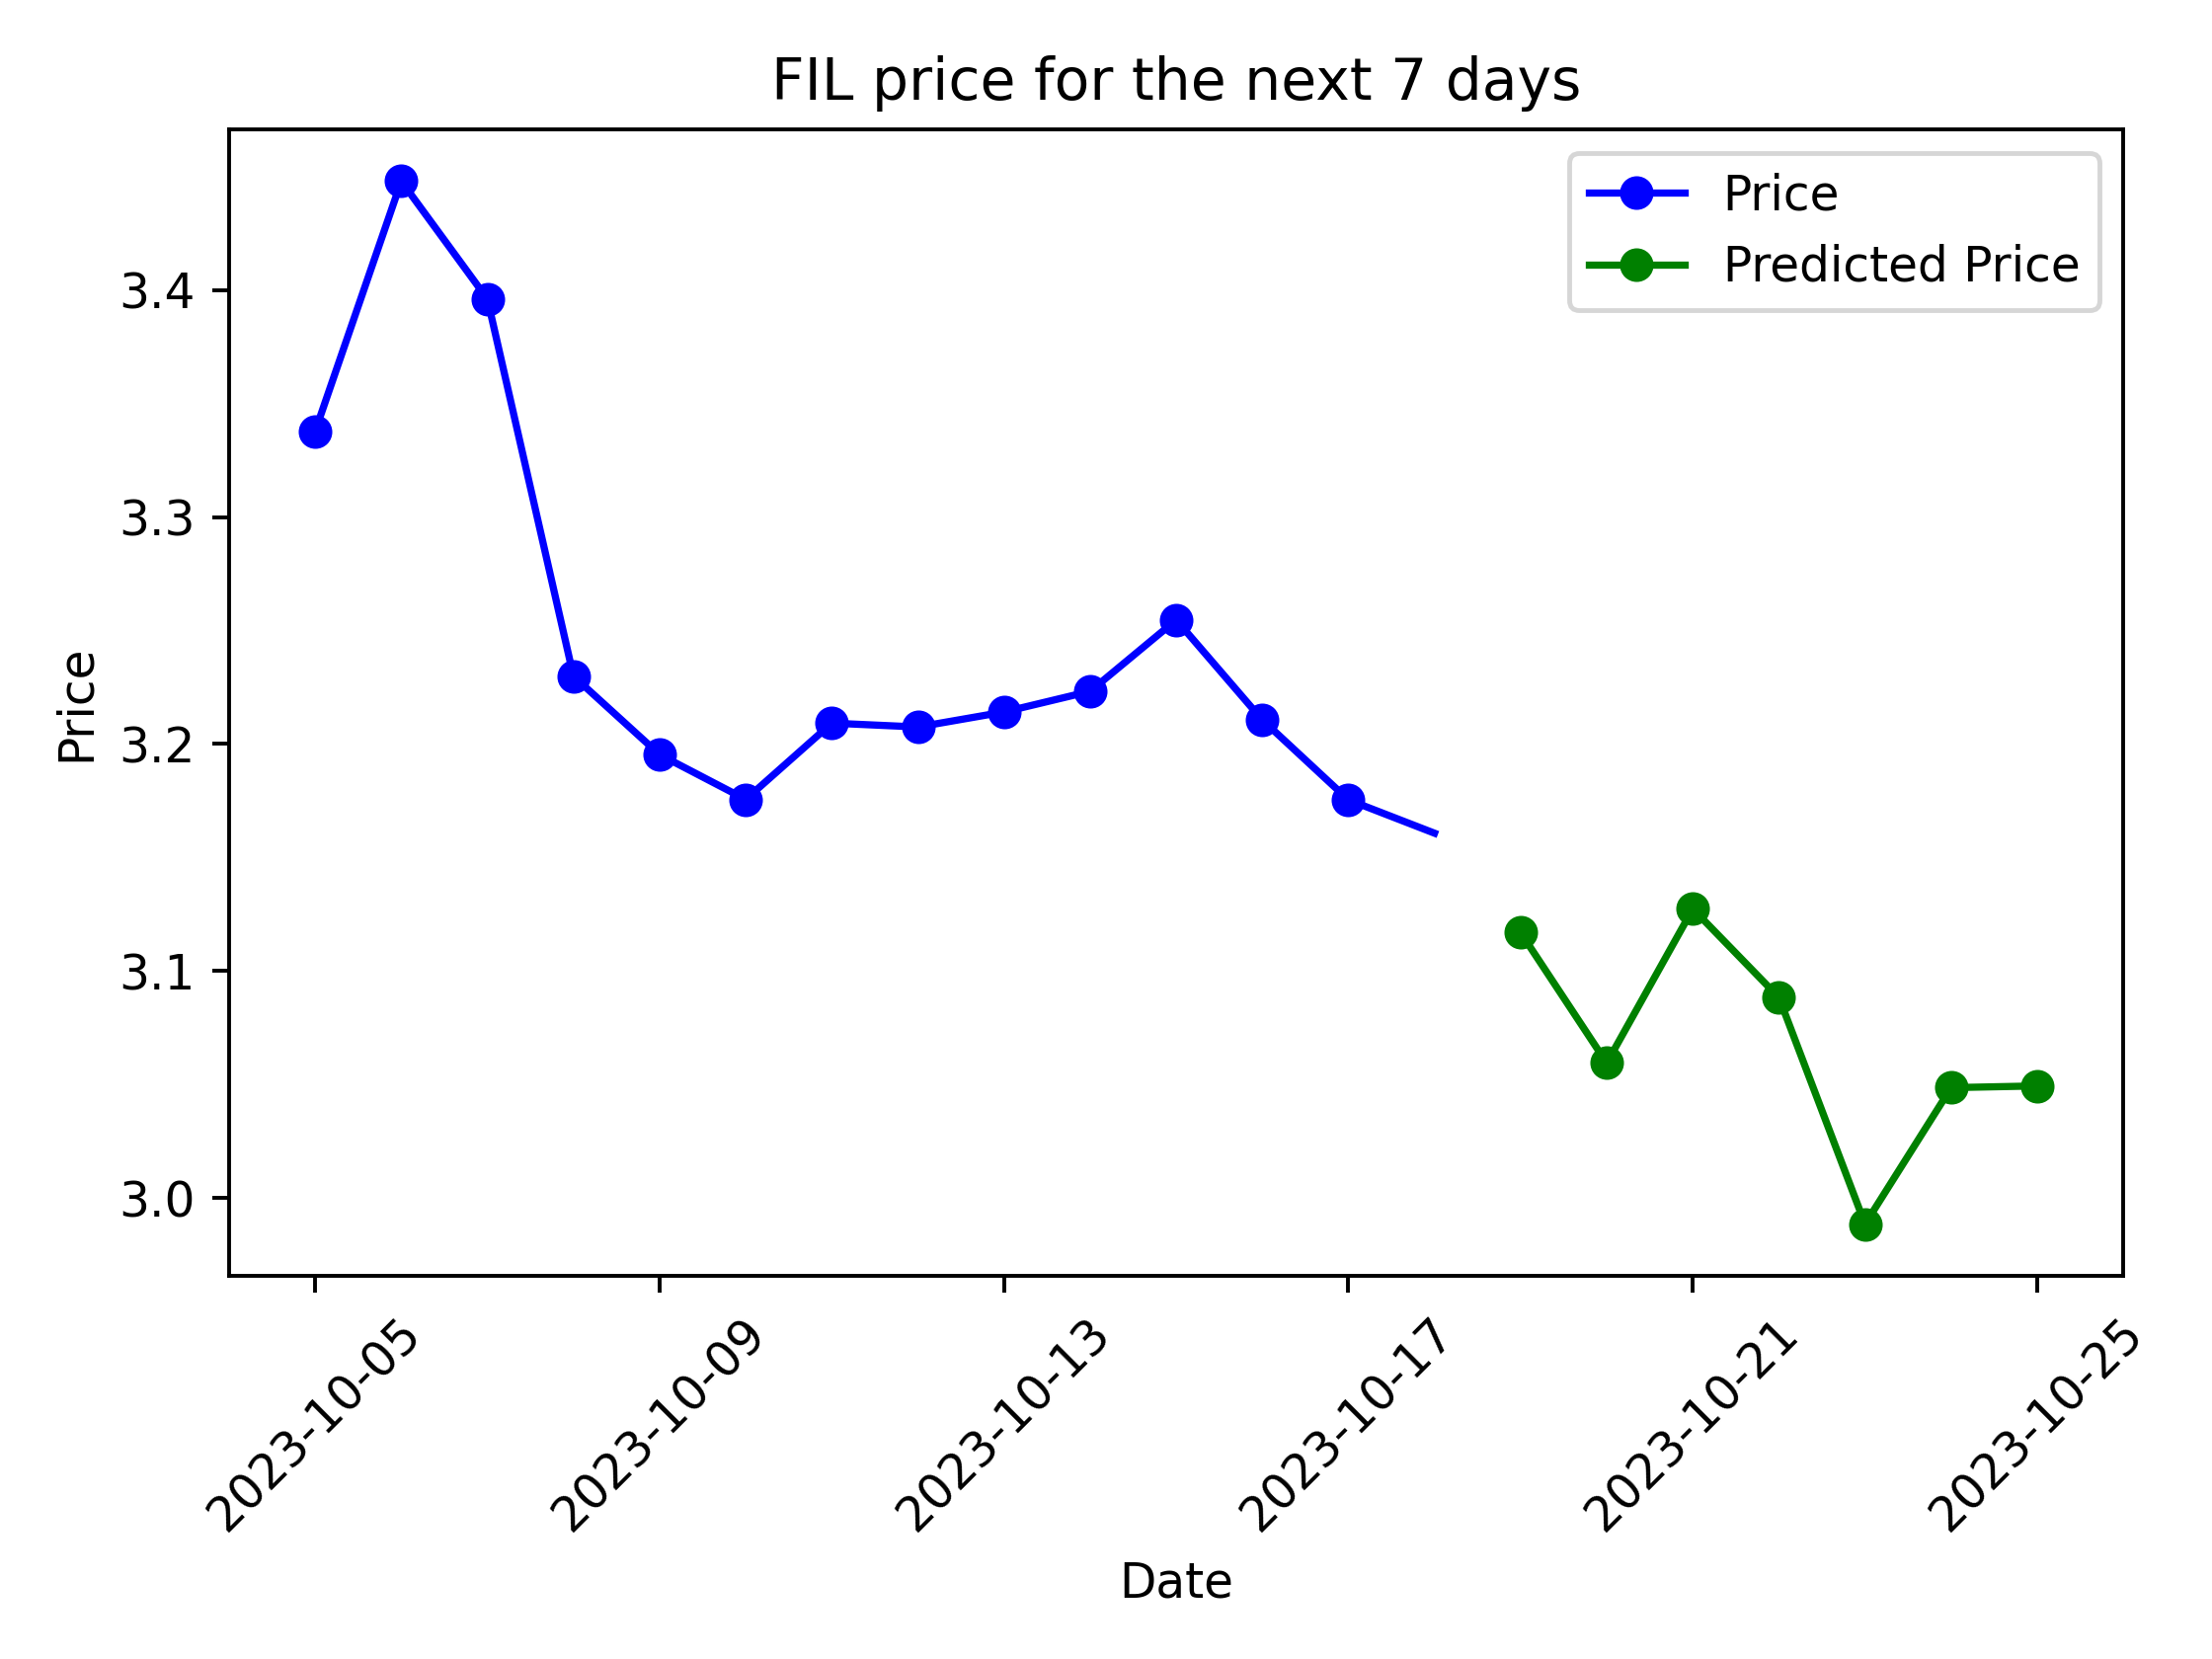 FIL price for the next 7 days
Price
Predicted Price
3.4
3.3
3.2
3.1
3.0
Price
2023-10-05
2023-10-09
2023-10-13
2023-10-17
2023-10-21
2023-10-25
Date